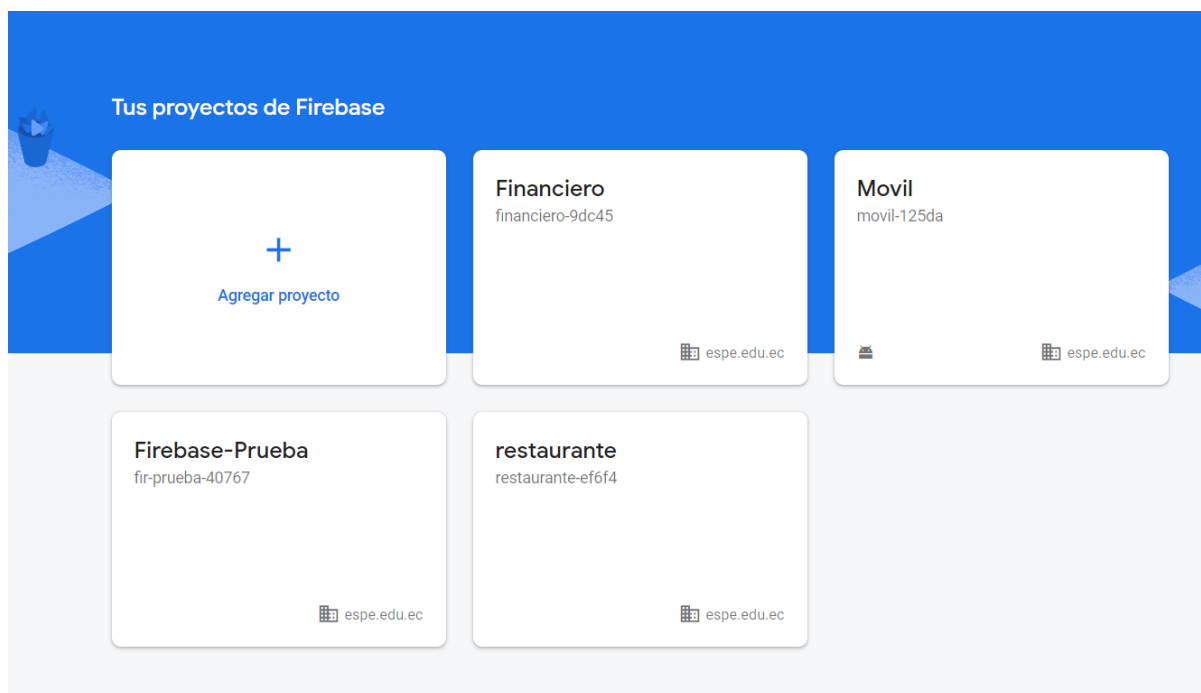 Tus proyectos de Firebase
Agregar proyecto
Financiero
financiero-9dc45
espe.edu.ec
Movil
movil-125da
espe.edu.ec
Firebase-Prueba
fir-prueba-40767
espe.edu.ec
restaurante
restaurante-ef6f4
espe.edu.ec